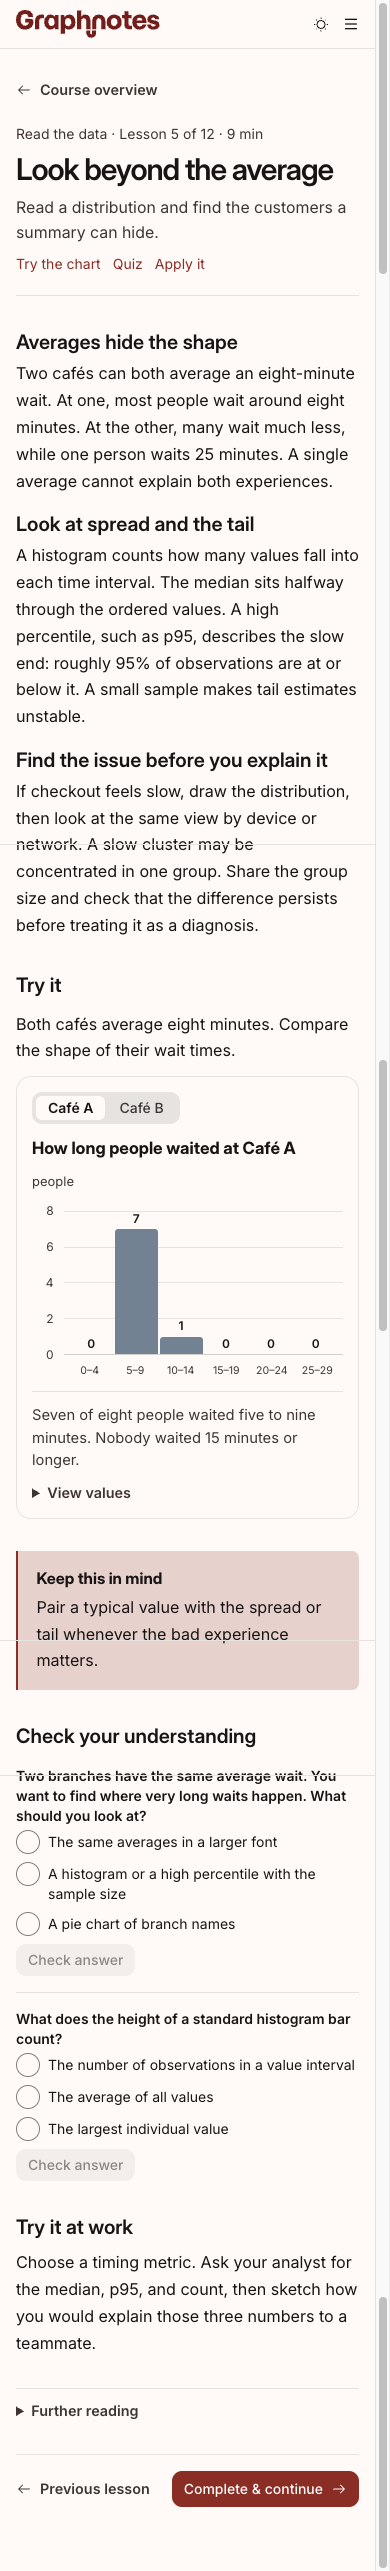 Graphnotes
← Course overview
Read the data · Lesson 5 of 12 · 9 min
Look beyond the average
Read a distribution and find the customers a
summary can hide.
Try the chart Quiz Apply it
Averages hide the shape
Two cafés can both average an eight-minute
wait. At one, most people wait around eight
minutes. At the other, many wait much less,
while one person waits 25 minutes. A single
average cannot explain both experiences.
Look at spread and the tail
A histogram counts how many values fall into
each time interval. The median sits halfway
through the ordered values. A high
percentile, such as p95, describes the slow
end: roughly 95% of observations are at or
below it. A small sample makes tail estimates
unstable.
Find the issue before you explain it
If checkout feels slow, draw the distribution,
then look at the same view by device or
network. A slow cluster may be
concentrated in one group. Share the group
size and check that the difference persists
before treating it as a diagnosis.
Try it
Both cafés average eight minutes. Compare
the shape of their wait times.
Café A Café B
How long people waited at Café A
people
8
7
6
4
2
1
0 0 0 0 0
0–4 5–9 10–14 15–19 20–24 25–29
Seven of eight people waited five to nine
minutes. Nobody waited 15 minutes or
longer.
View values
Keep this in mind
Pair a typical value with the spread or
tail whenever the bad experience
matters.
Check your understanding
Two branches have the same average wait. You
want to find where very long waits happen. What
should you look at?
The same averages in a larger font
A histogram or a high percentile with the
sample size
A pie chart of branch names
Check answer
What does the height of a standard histogram bar
count?
The number of observations in a value interval
The average of all values
The largest individual value
Check answer
Try it at work
Choose a timing metric. Ask your analyst for
the median, p95, and count, then sketch how
you would explain those three numbers to a
teammate.
Further reading
← Previous lesson Complete & continue →